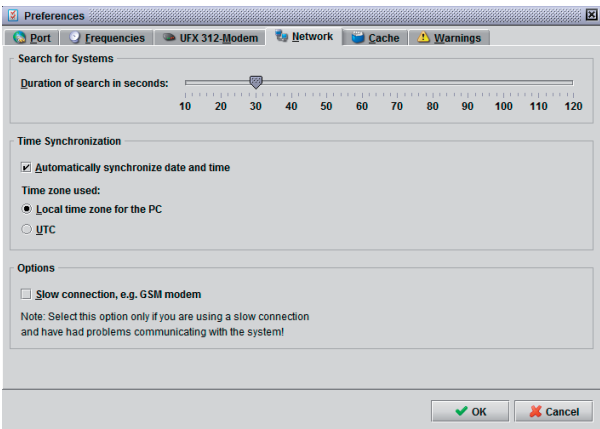 Preferences
Port Frequencies UFX 312-Modem Network Cache Warnings
Search for Systems
Duration of search in seconds:
10 20 30 40 50 60 70 80 90 100 110 120
Time Synchronization
Automatically synchronize date and time
Time zone used:
Local time zone for the PC
UTC
Options
Slow connection, e.g. GSM modem
Note: Select this option only if you are using a slow connection
and have had problems communicating with the system!
OK Cancel